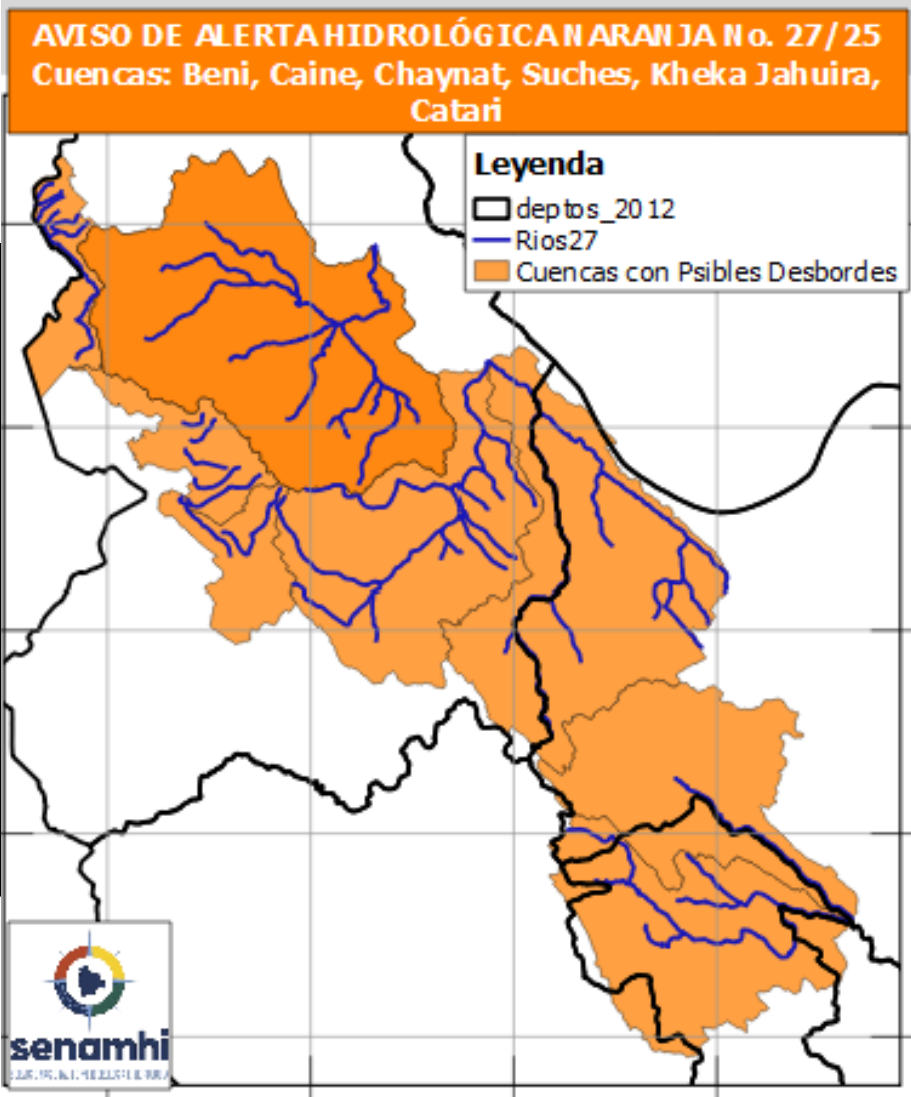 AVISO DE ALERTA HIDROLÓGICA NARANJA No. 27/25
Cuencas: Beni, Caine, Chaynat, Suches, Kheka Jahuira,
Catari
Leyenda
deptos_2012
Rios27
Cuencas con Psibles Desbordes
senamhi